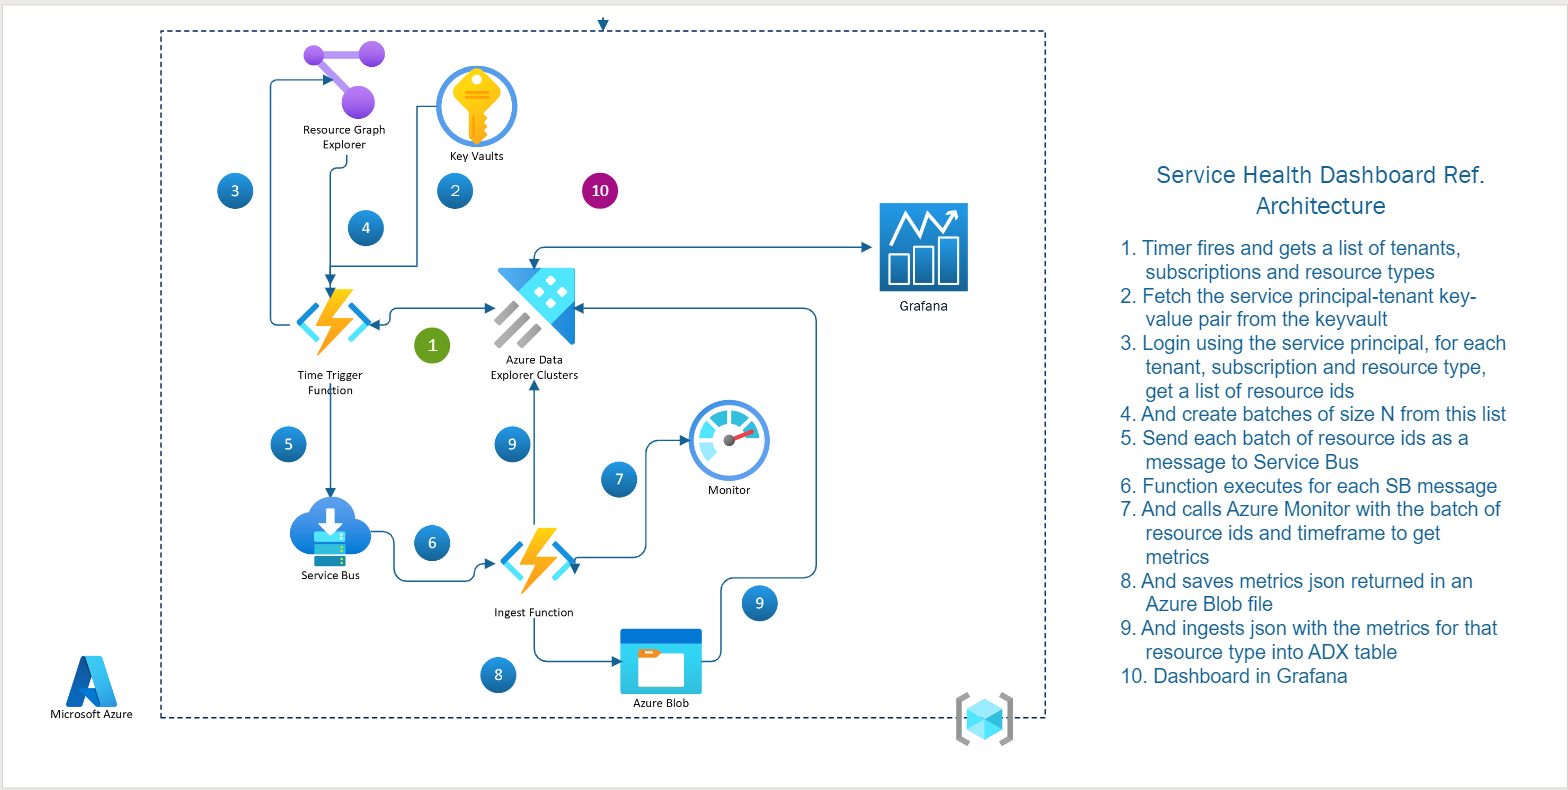 Resource Graph
Explorer
Key Vaults
3
2
10
4
Grafana
1
Azure Data
Explorer Clusters
Time Trigger
Function
5
9
7
Monitor
6
Service Bus
Ingest Function
9
8
Azure Blob
Microsoft Azure
Service Health Dashboard Ref.
Architecture
1. Timer fires and gets a list of tenants,
subscriptions and resource types
2. Fetch the service principal-tenant key-
value pair from the keyvault
3. Login using the service principal, for each
tenant, subscription and resource type,
get a list of resource ids
4. And create batches of size N from this list
5. Send each batch of resource ids as a
message to Service Bus
6. Function executes for each SB message
7. And calls Azure Monitor with the batch of
resource ids and timeframe to get
metrics
8. And saves metrics json returned in an
Azure Blob file
9. And ingests json with the metrics for that
resource type into ADX table
10. Dashboard in Grafana